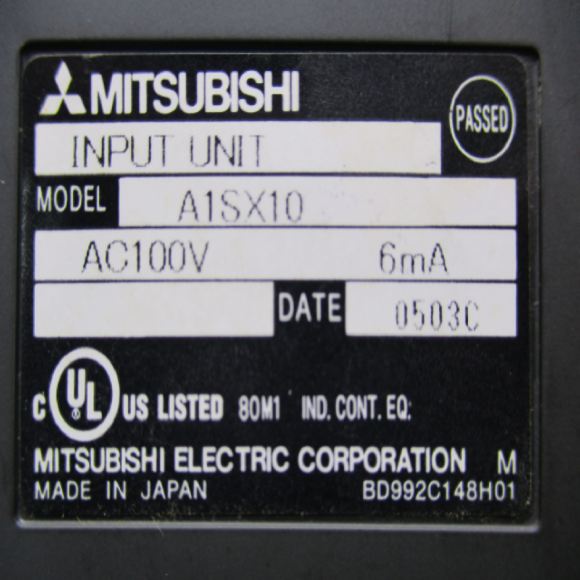 MITSUBISHI
PASSED
INPUT UNIT
MODEL A1SX10
AC100V 6mA
DATE 0503C
C UL US LISTED 80M1 IND. CONT. EQ.
MITSUBISHI ELECTRIC CORPORATION M
MADE IN JAPAN BD992C148H01